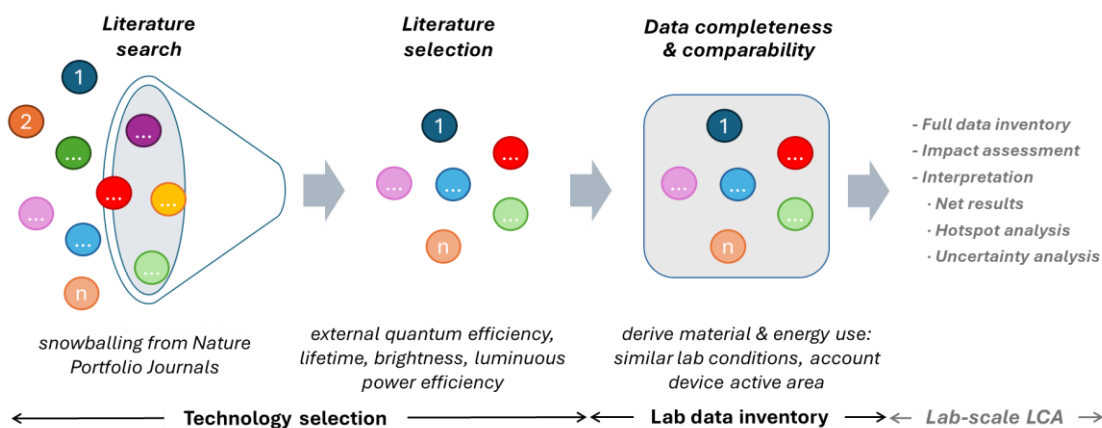 Literature
search
Literature
selection
Data completeness
& comparability
1
2
...
...
...
...
...
...
...
n
1
...
...
...
...
n
1
...
...
...
...
n
- Full data inventory
- Impact assessment
- Interpretation
· Net results
· Hotspot analysis
· Uncertainty analysis
snowballing from Nature
Portfolio Journals
external quantum efficiency,
lifetime, brightness, luminuous
power efficiency
derive material & energy use:
similar lab conditions, account
device active area
Technology selection
Lab data inventory
Lab-scale LCA